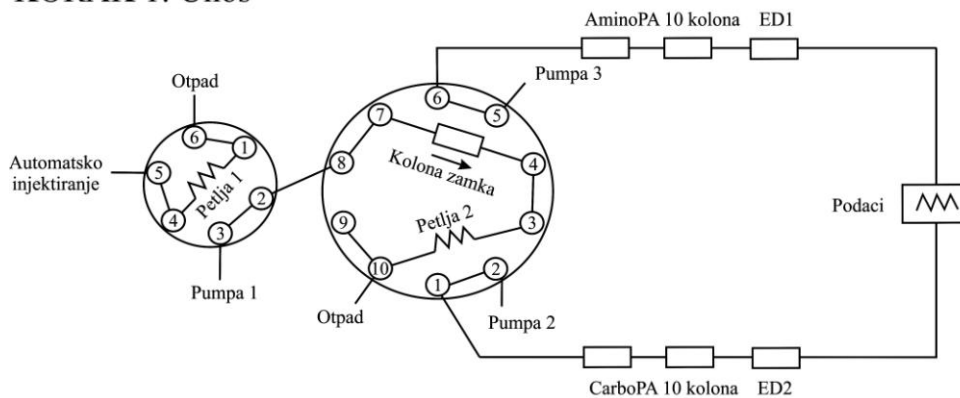 AminoPA 10 kolona ED1
Pumpa 3
Otpad
6
5
7
6
1
4
8
Kolona zamka
Automatsko
injektiranje
5
Petlja 1
2
4
3
9
Petlja 2
3
Podaci
10
1
2
Pumpa 1
Otpad
Pumpa 2
CarboPA 10 kolona ED2